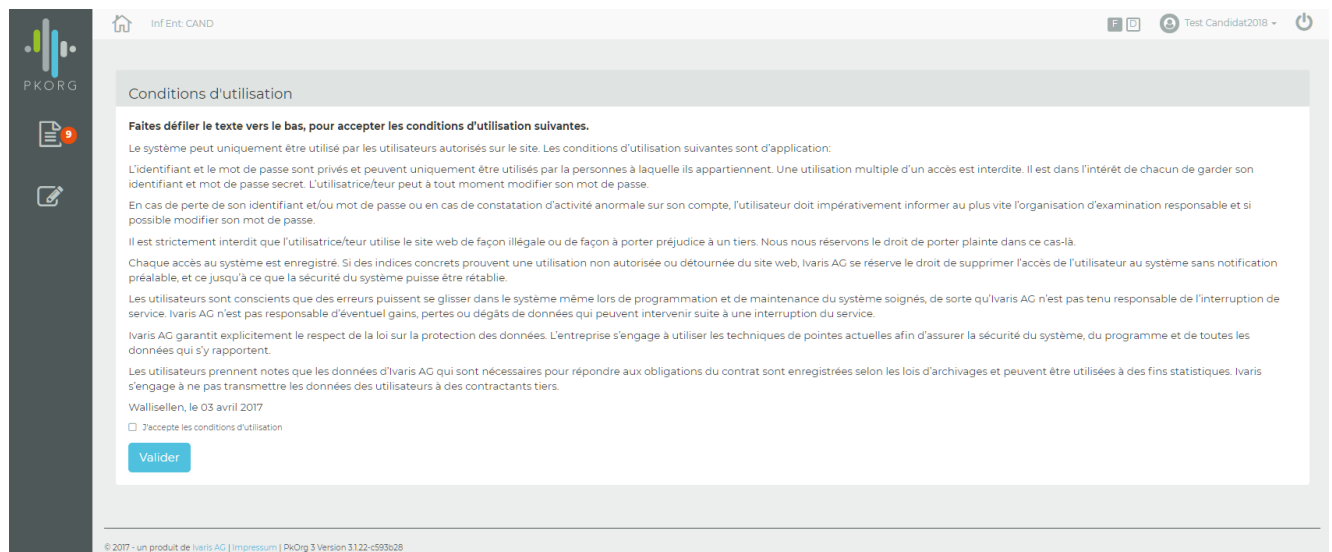 Inf Ent: CAND
F D
Test Candidat2018
PKORG
9
Conditions d'utilisation
Faites défiler le texte vers le bas, pour accepter les conditions d'utilisation suivantes.
Le système peut uniquement être utilisé par les utilisateurs autorisés sur le site. Les conditions d'utilisation suivantes sont d'application:
L'identifiant et le mot de passe sont privés et peuvent uniquement être utilisés par la personnes à laquelle ils appartiennent. Une utilisation multiple d'un accès est interdite. Il est dans l'intérêt de chacun de garder son
identifiant et mot de passe secret. L'utilisatrice/teur peut à tout moment modifier son mot de passe.
En cas de perte de son identifiant et/ou mot de passe ou en cas de constatation d'activité anormale sur son compte, l'utilisateur doit impérativement informer au plus vite l'organisation d'examination responsable et si
possible modifier son mot de passe.
Il est strictement interdit que l'utilisatrice/teur utilise le site web de façon illégale ou de façon à porter préjudice à un tiers. Nous nous réservons le droit de porter plainte dans ce cas-là.
Chaque accès au système est enregistré. Si des indices concrets prouvent une utilisation non autorisée ou détournée du site web, Ivaris AG se réserve le droit de supprimer l'accès de l'utilisateur au système sans notification
préalable, et ce jusqu'à ce que la sécurité du système puisse être rétablie.
Les utilisateurs sont conscients que des erreurs puissent se glisser dans le système même lors de programmation et de maintenance du système soignés, de sorte qu'Ivaris AG n'est pas tenu responsable de l'interruption de
service. Ivaris AG n'est pas responsable d'éventuel gains, pertes ou dégâts de données qui peuvent intervenir suite à une interruption du service.
Ivaris AG garantit explicitement le respect de la loi sur la protection des données. L'entreprise s'engage à utiliser les techniques de pointes actuelles afin d'assurer la sécurité du système, du programme et de toutes les
données qui s'y rapportent.
Les utilisateurs prennent notes que les données d'Ivaris AG qui sont nécessaires pour répondre aux obligations du contrat sont enregistrées selon les lois d'archivages et peuvent être utilisées à des fins statistiques. Ivaris
s'engage à ne pas transmettre les données des utilisateurs à des contractants tiers.
Wallisellen, le 03 avril 2017
J'accepte les conditions d'utilisation
Valider
© 2017 - un produit de Ivaris AG | Impressum | PkOrg 3 Version 3.1.22-c593b28